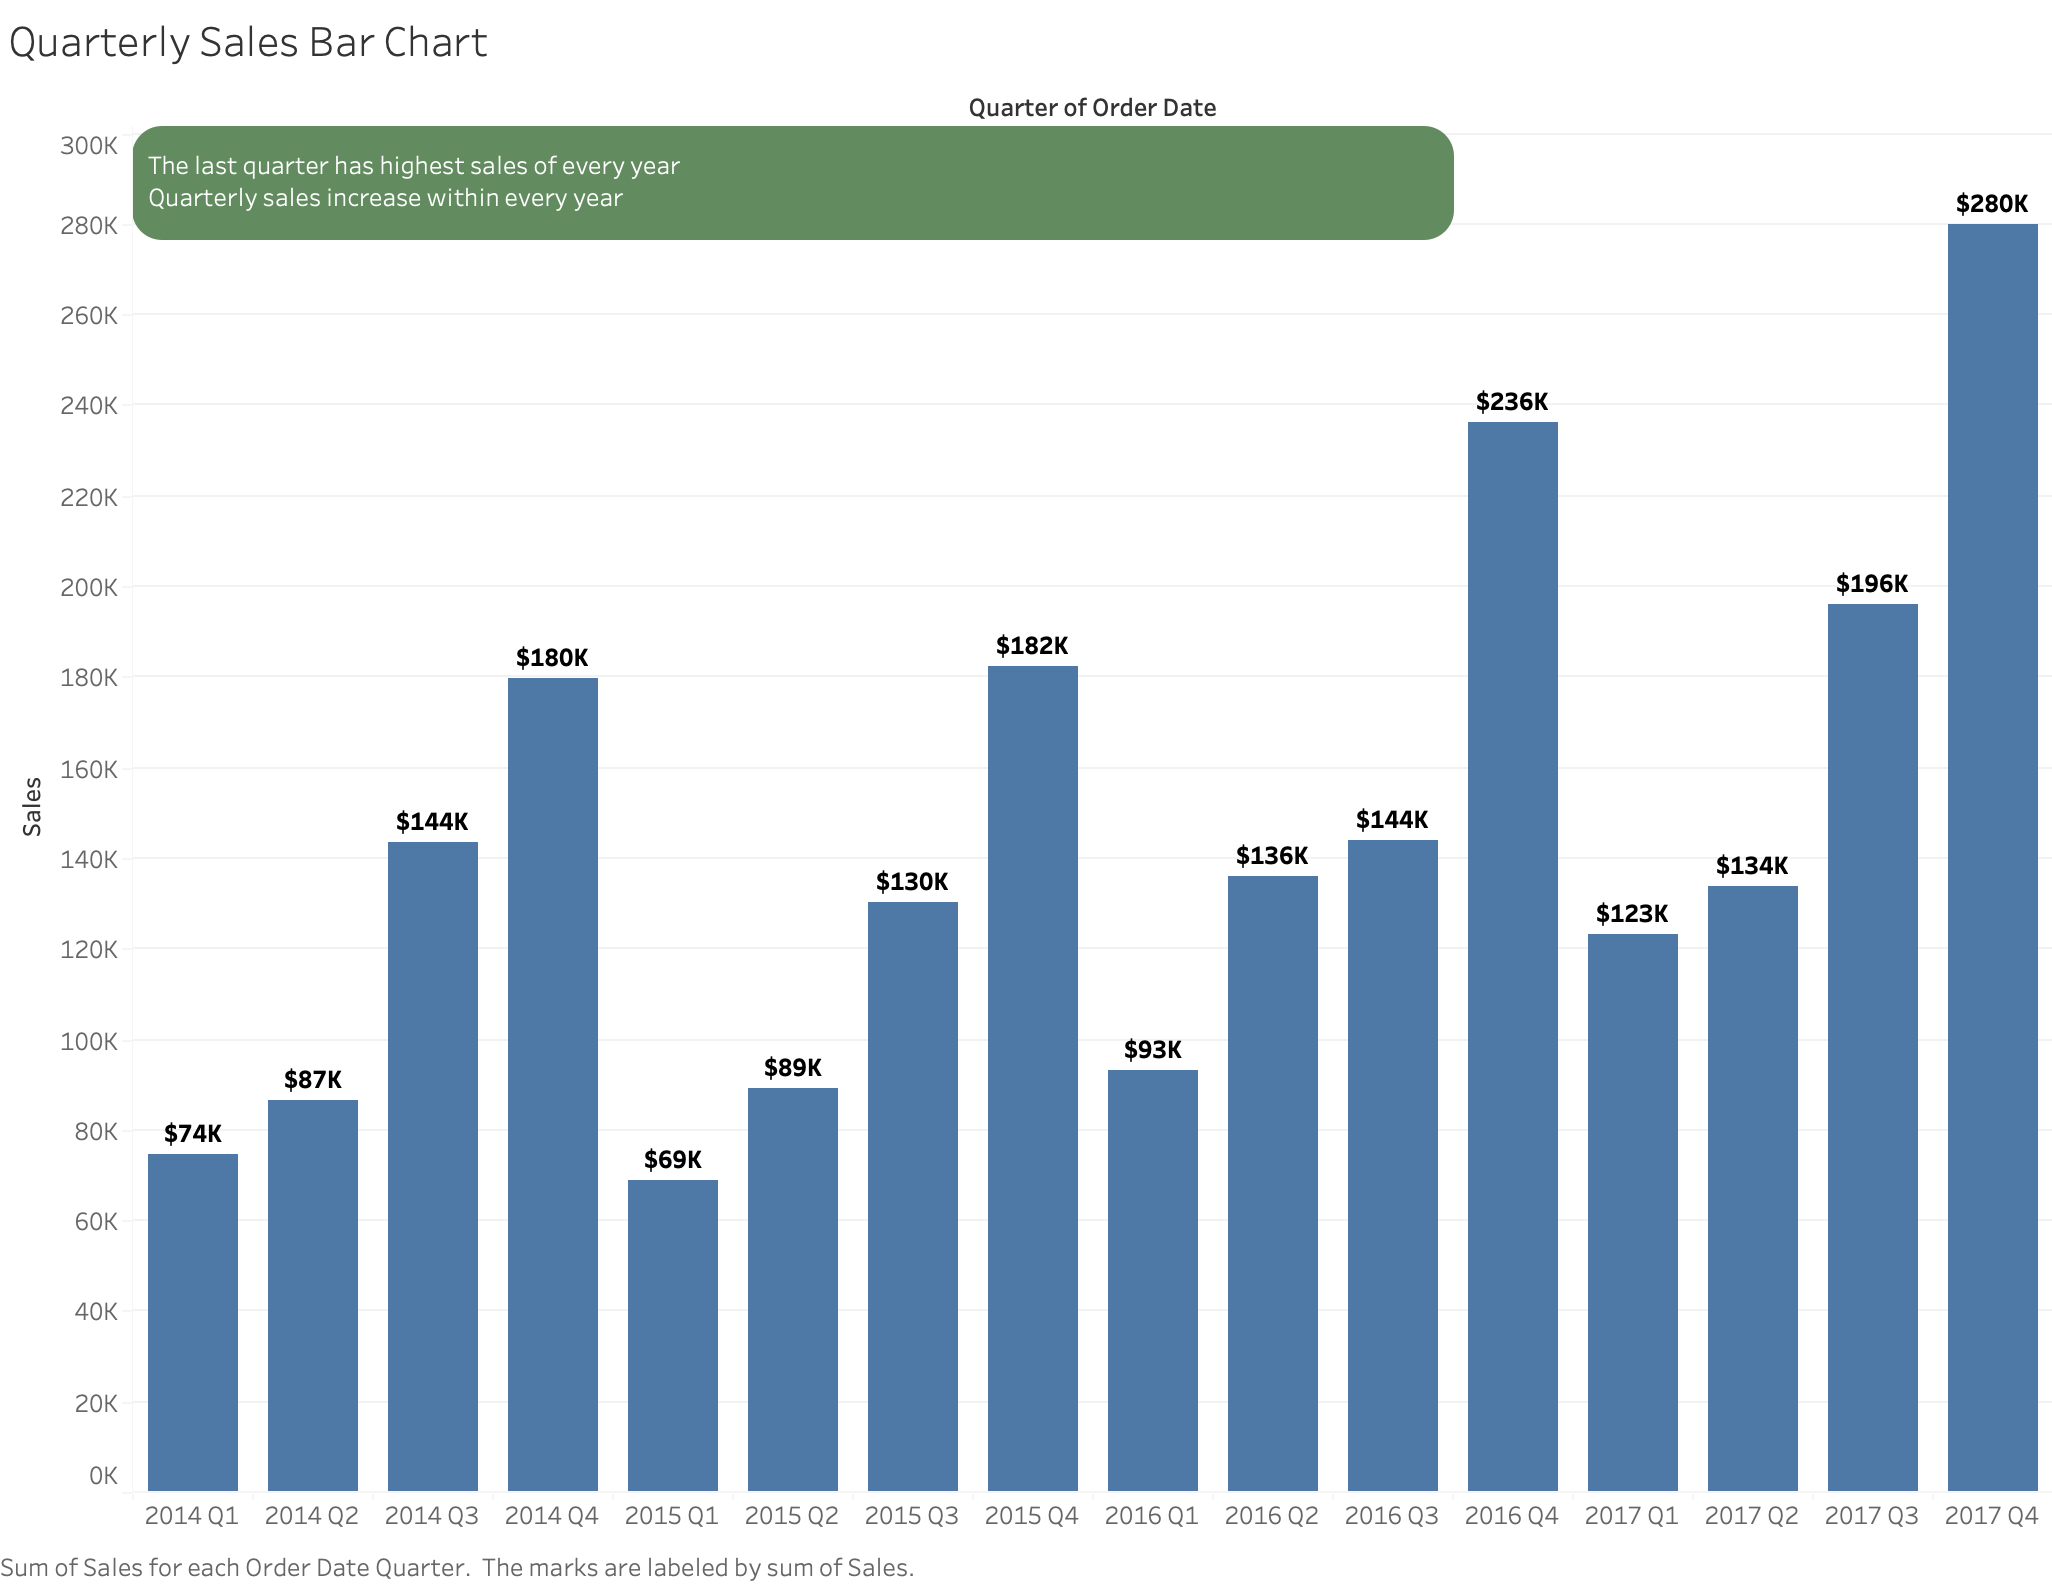 Quarterly Sales Bar Chart
Quarter of Order Date
The last quarter has highest sales of every year
Quarterly sales increase within every year
300K
280K
260K
240K
220K
200K
180K
160K
140K
120K
100K
80K
60K
40K
20K
0K
Sales
$74K
$87K
$144K
$180K
$69K
$89K
$130K
$182K
$93K
$136K
$144K
$236K
$123K
$134K
$196K
$280K
2014 Q1 2014 Q2 2014 Q3 2014 Q4 2015 Q1 2015 Q2 2015 Q3 2015 Q4 2016 Q1 2016 Q2 2016 Q3 2016 Q4 2017 Q1 2017 Q2 2017 Q3 2017 Q4
Sum of Sales for each Order Date Quarter.  The marks are labeled by sum of Sales.